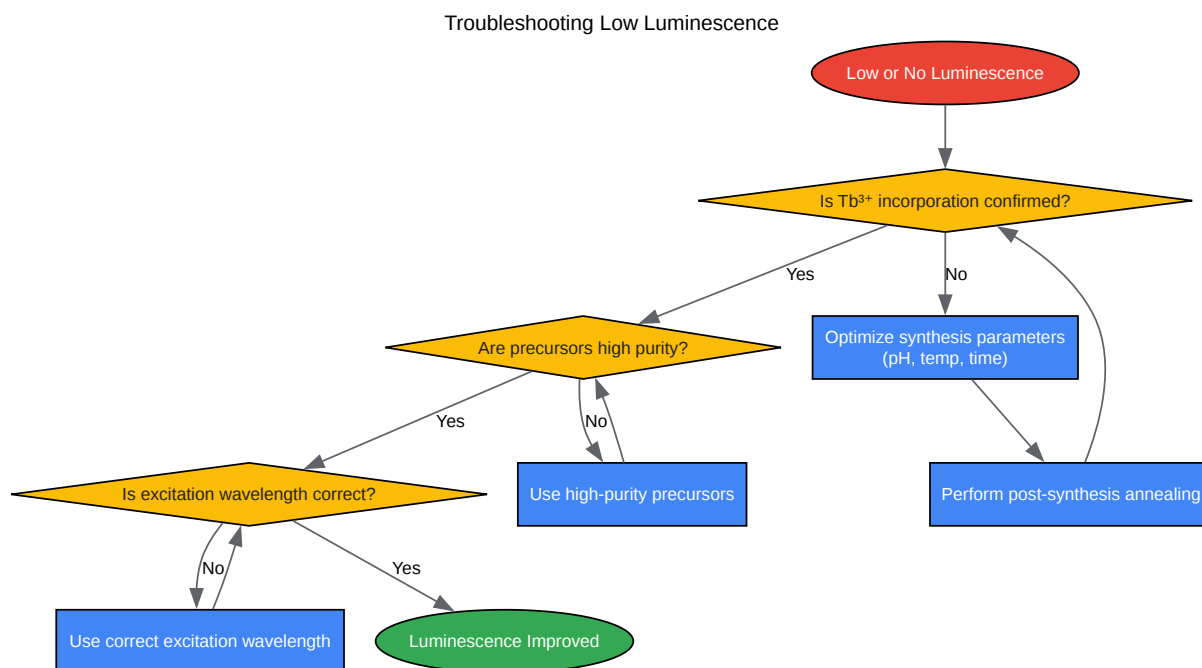 Troubleshooting Low Luminescence
Low or No Luminescence
Is Tb³⁺ incorporation confirmed?
Yes
No
Are precursors high purity?
Optimize synthesis parameters
(pH, temp, time)
Yes
No
Is excitation wavelength correct?
Use high-purity precursors
Perform post-synthesis annealing
No
Yes
Use correct excitation wavelength
Luminescence Improved